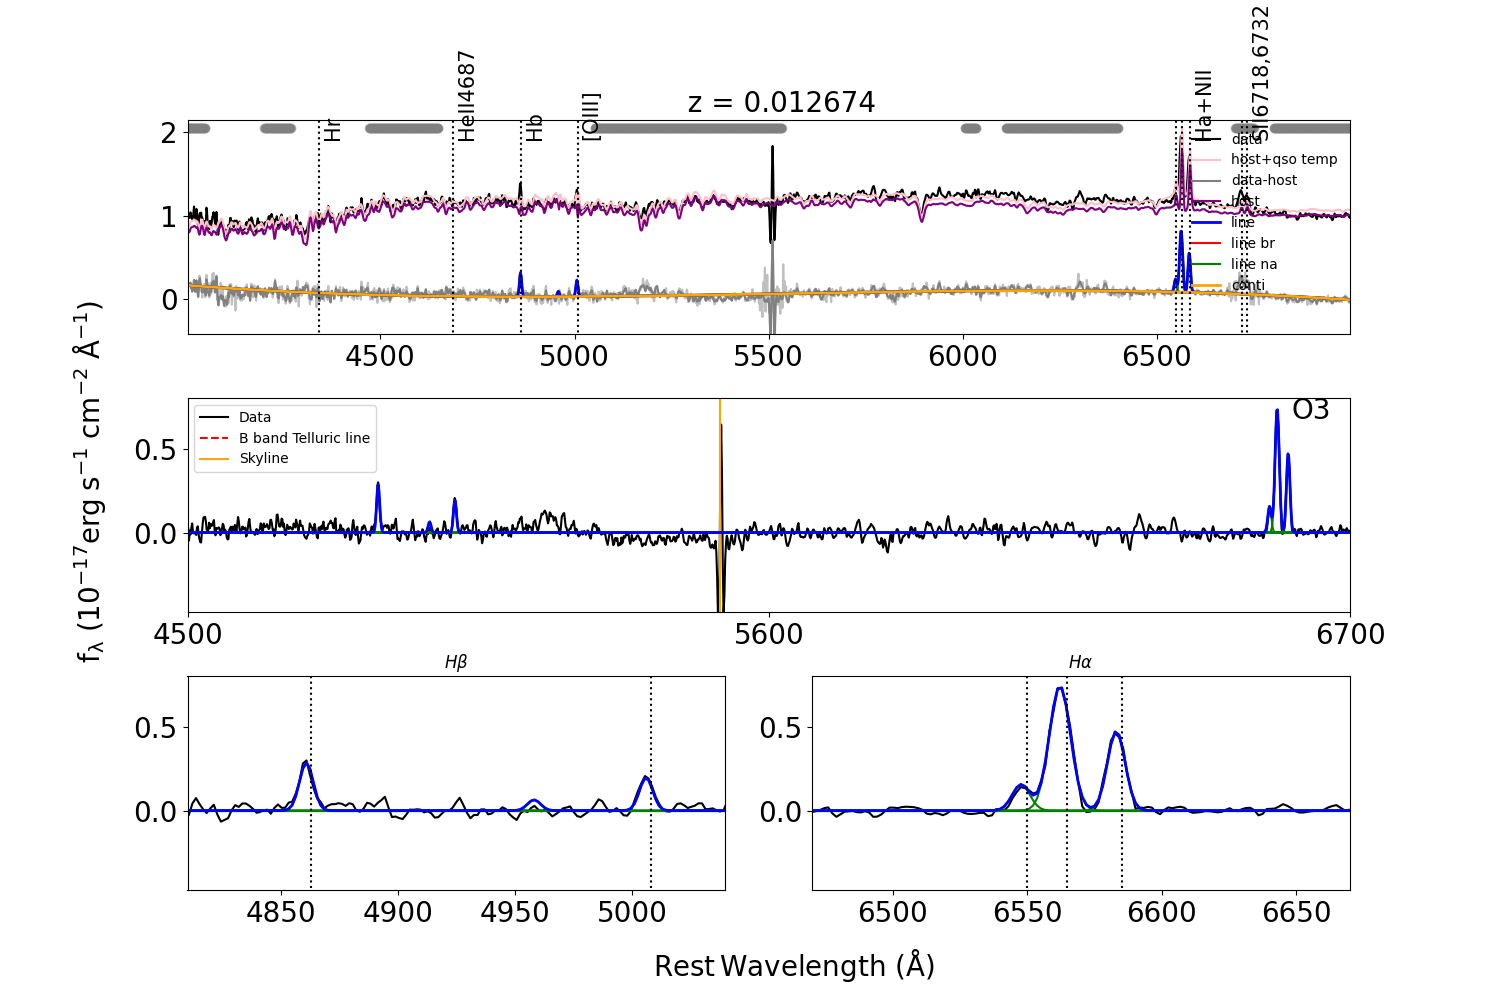 z = 0.012674
Hr
HeII4687
Hb
[OIII]
Ha+NII
SII6718,6732
data
host+qso temp
data-host
host
line
line br
line na
conti
2
1
0
4500
5000
5500
6000
6500
fλ (10−17erg s−1 cm−2 Å−1)
Data
B band Telluric line
Skyline
O3
0.5
0.0
4500
5600
6700
Hβ
0.5
0.0
4850
4900
4950
5000
Hα
0.5
0.0
6500
6550
6600
6650
Rest Wavelength (Å)